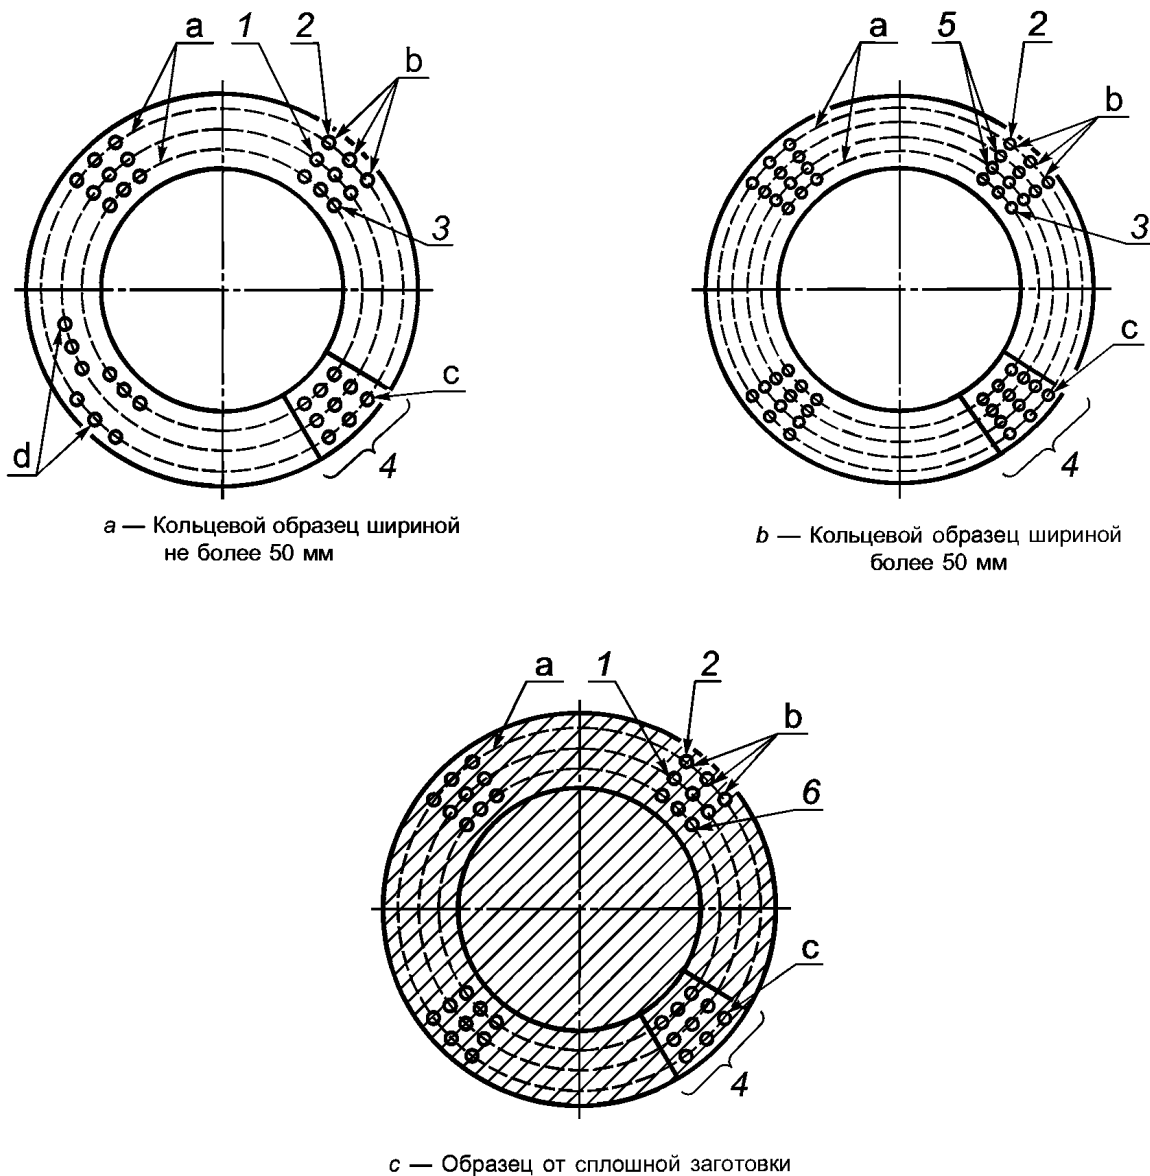 a 1 2 b
3
c
d 4
a — Кольцевой образец шириной
не более 50 мм
a 5 2 b
3
c
4
b — Кольцевой образец шириной
более 50 мм
a 1 2 b
6
c
4
c — Образец от сплошной заготовки